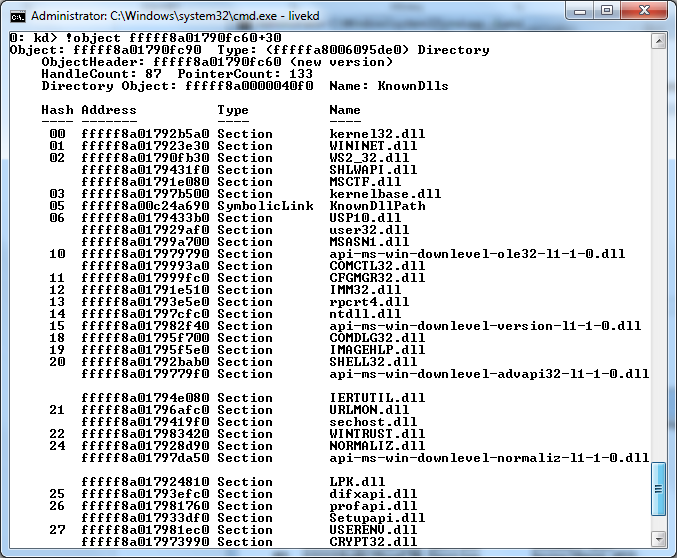 Administrator: C:\Windows\system32\cmd.exe - livekd
0: kd> !object fffff8a01790fc60+30
Object: fffff8a01790fc90  Type: (fffffa8006095de0) Directory
    ObjectHeader: fffff8a01790fc60 (new version)
    HandleCount: 87  PointerCount: 133
    Directory Object: fffff8a0000040f0  Name: KnownDlls
    Hash Address          Type          Name
    ---- -------          ----          ----
     00  fffff8a01792b5a0 Section       kernel32.dll
     01  fffff8a017923e30 Section       WININET.dll
     02  fffff8a01790fb30 Section       WS2_32.dll
         fffff8a0179431f0 Section       SHLWAPI.dll
         fffff8a01791e080 Section       MSCTF.dll
     03  fffff8a01797b500 Section       kernelbase.dll
     05  fffff8a00c24a690 SymbolicLink  KnownDllPath
     06  fffff8a0179433b0 Section       USP10.dll
         fffff8a017929af0 Section       user32.dll
         fffff8a01799a700 Section       MSASN1.dll
     10  fffff8a017979790 Section       api-ms-win-downlevel-ole32-l1-1-0.dll
         fffff8a0179993a0 Section       COMCTL32.dll
     11  fffff8a017999fc0 Section       CFGMGR32.dll
     12  fffff8a01791e510 Section       IMM32.dll
     13  fffff8a01793e5e0 Section       rpcrt4.dll
     14  fffff8a01797cfc0 Section       ntdll.dll
     15  fffff8a017982f40 Section       api-ms-win-downlevel-version-l1-1-0.dll
     18  fffff8a01795f700 Section       COMDLG32.dll
     19  fffff8a01795f5e0 Section       IMAGEHLP.dll
     20  fffff8a01792bab0 Section       SHELL32.dll
         fffff8a0179779f0 Section       api-ms-win-downlevel-advapi32-l1-1-0.dll
         fffff8a01794e080 Section       IERTUTIL.dll
     21  fffff8a01796afc0 Section       URLMON.dll
         fffff8a0179419f0 Section       sechost.dll
     22  fffff8a017983420 Section       WINTRUST.dll
     24  fffff8a017928d90 Section       NORMALIZ.dll
         fffff8a01797da50 Section       api-ms-win-downlevel-normaliz-l1-1-0.dll
         fffff8a017924810 Section       LPK.dll
     25  fffff8a01793efc0 Section       difxapi.dll
     26  fffff8a017981760 Section       profapi.dll
         fffff8a017933df0 Section       Setupapi.dll
     27  fffff8a017981ec0 Section       USERENV.dll
         fffff8a017973990 Section       CRYPT32.dll